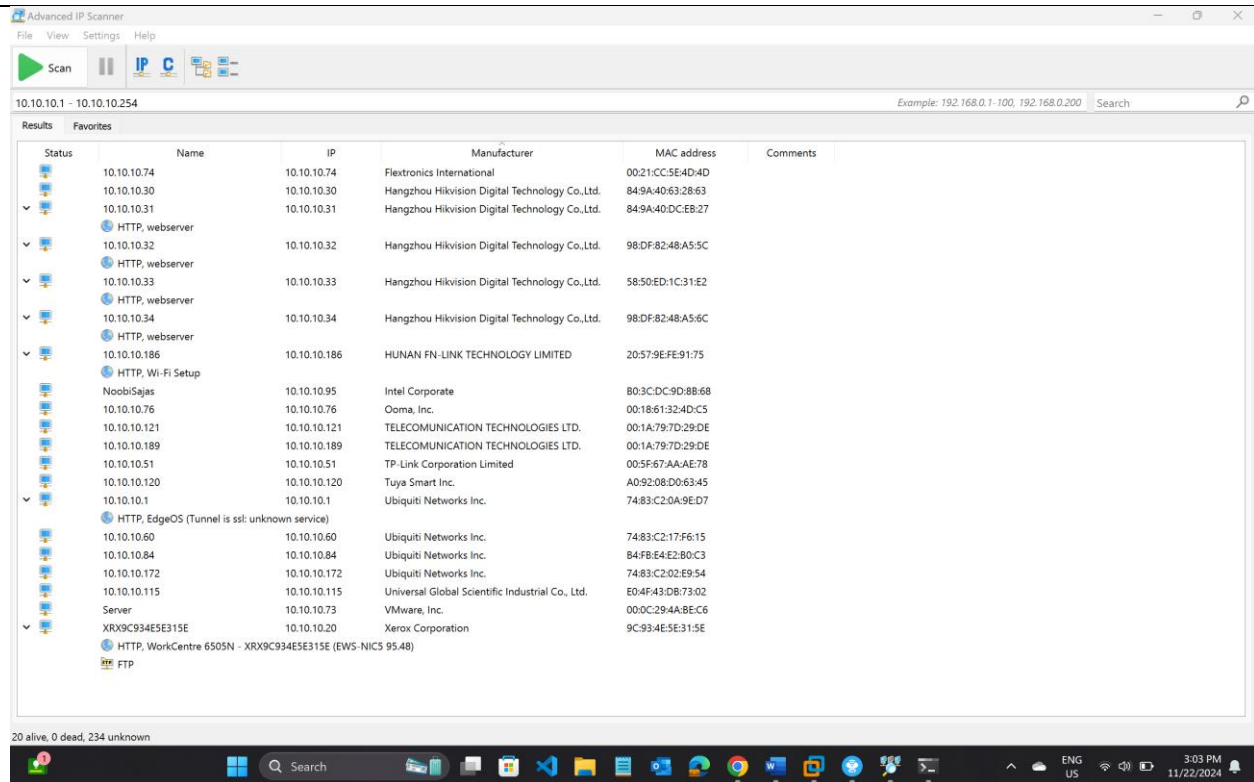 Advanced IP Scanner
File View Settings Help
Scan IP C
10.10.10.1 - 10.10.10.254 Example: 192.168.0.1-100, 192.168.0.200 Search
Results Favorites
Status Name IP Manufacturer MAC address Comments
10.10.10.74 10.10.10.74 Flextronics International 00:21:CC:5E:4D:4D
10.10.10.30 10.10.10.30 Hangzhou Hikvision Digital Technology Co.,Ltd. 84:9A:40:63:28:63
10.10.10.31 10.10.10.31 Hangzhou Hikvision Digital Technology Co.,Ltd. 84:9A:40:DC:EB:27
HTTP, webserver
10.10.10.32 10.10.10.32 Hangzhou Hikvision Digital Technology Co.,Ltd. 98:DF:82:48:A5:5C
HTTP, webserver
10.10.10.33 10.10.10.33 Hangzhou Hikvision Digital Technology Co.,Ltd. 58:50:ED:1C:31:E2
HTTP, webserver
10.10.10.34 10.10.10.34 Hangzhou Hikvision Digital Technology Co.,Ltd. 98:DF:82:48:A5:6C
HTTP, webserver
10.10.10.186 10.10.10.186 HUNAN FN-LINK TECHNOLOGY LIMITED 20:57:9E:FE:91:75
HTTP, Wi-Fi Setup
NoobiSajas 10.10.10.95 Intel Corporate B0:3C:DC:9D:8B:68
10.10.10.76 10.10.10.76 Ooma, Inc. 00:18:61:32:4D:C5
10.10.10.121 10.10.10.121 TELECOMUNICATION TECHNOLOGIES LTD. 00:1A:79:7D:29:DE
10.10.10.189 10.10.10.189 TELECOMUNICATION TECHNOLOGIES LTD. 00:1A:79:7D:29:DE
10.10.10.51 10.10.10.51 TP-Link Corporation Limited 00:5F:67:AA:AE:78
10.10.10.120 10.10.10.120 Tuya Smart Inc. A0:92:08:D0:63:45
10.10.10.1 10.10.10.1 Ubiquiti Networks Inc. 74:83:C2:0A:9E:D7
HTTP, EdgeOS (Tunnel is ssl: unknown service)
10.10.10.60 10.10.10.60 Ubiquiti Networks Inc. 74:83:C2:17:F6:15
10.10.10.84 10.10.10.84 Ubiquiti Networks Inc. B4:FB:E4:E2:B0:C3
10.10.10.172 10.10.10.172 Ubiquiti Networks Inc. 74:83:C2:02:E9:54
10.10.10.115 10.10.10.115 Universal Global Scientific Industrial Co., Ltd. E0:4F:43:DB:73:02
Server 10.10.10.73 VMware, Inc. 00:0C:29:4A:BE:C6
XRX9C934E5E315E 10.10.10.20 Xerox Corporation 9C:93:4E:5E:31:5E
HTTP, WorkCentre 6505N - XRX9C934E5E315E (EWS-NIC5 95.48)
FTP
20 alive, 0 dead, 234 unknown
1 Search ENG 3:03 PM
US 11/22/2024